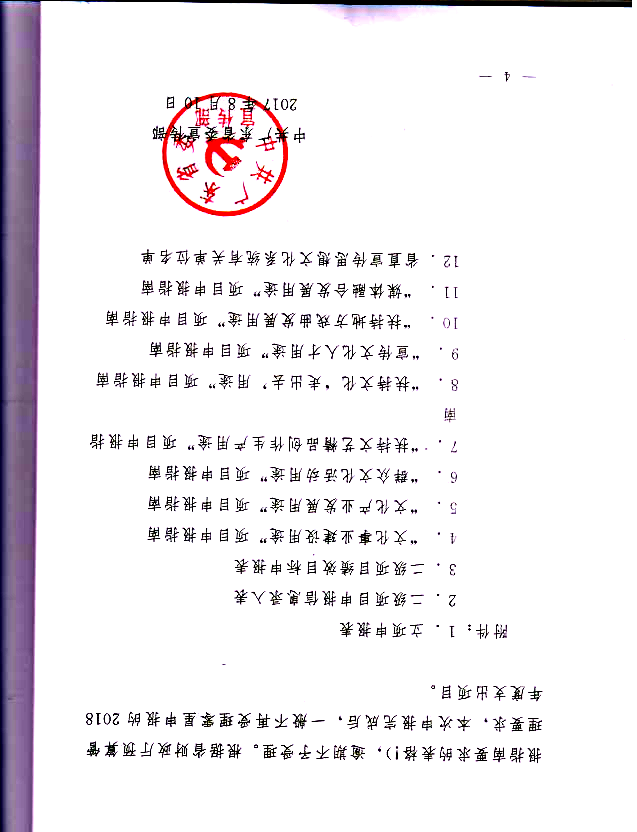 报指南要求的表格!)，逾期不予受理。根据省财政厅预算管
理要求，本次申报完成后，一般不再受理零星申报的 2018
年度支出项目。
附件：1．立项申报表
2．二级项目申报信息录入表
3．二级项目绩效目标申报表
4．“文化事业建设用途”项目申报指南
5．“文化产业发展用途”项目申报指南
6．“群众文化活动用途”项目申报指南
7．“扶持文艺精品创作生产用途”项目申报指
南
8．“扶持文化‘走出去’用途”项目申报指南
9．“宣传文化人才用途”项目申报指南
10．“扶持地方戏曲发展用途”项目申报指南
11．“媒体融合发展用途”项目申报指南
12．省直宣传思想文化系统有关单位名单
中共广东省委宣传部
2017 年 8 月 10 日
中共广东省委
宣传部
— 4 —